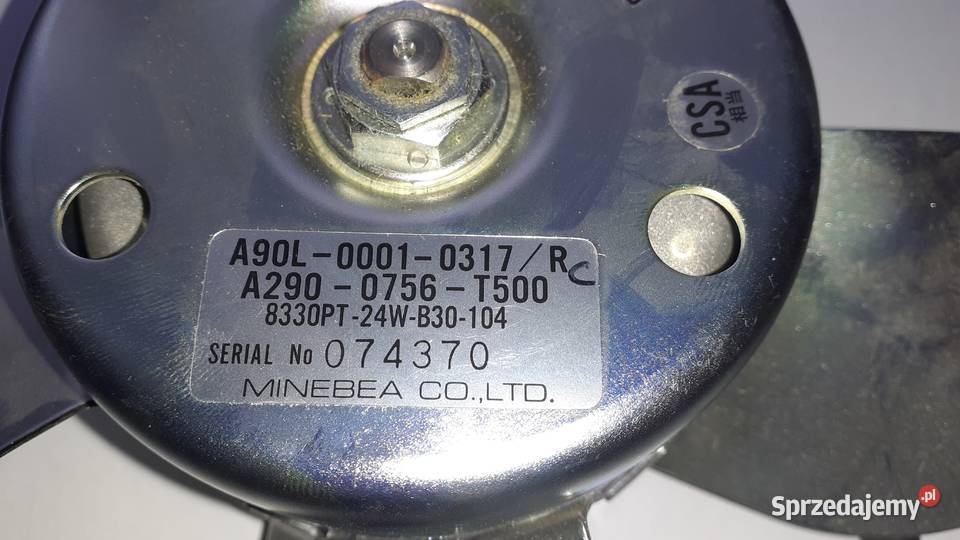 CSA
相当
A90L-0001-0317/RC
A290-0756-T500
8330PT-24W-B30-104
SERIAL No 074370
MINEBEA CO.,LTD.
Sprzedajemy.pl